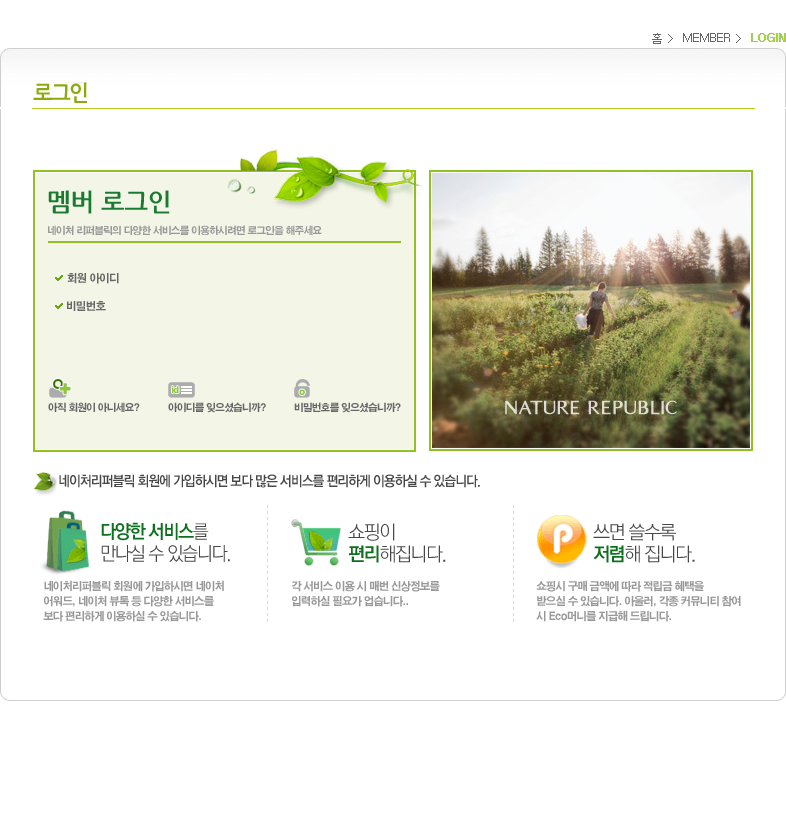 홈 > MEMBER > LOGIN
로그인
멤버 로그인
네이처 리퍼블릭의 다양한 서비스를 이용하시려면 로그인을 해주세요
회원 아이디
비밀번호
id
아직 회원이 아니세요? 아이디를 잊으셨습니까? 비밀번호를 잊으셨습니까?
NATURE REPUBLIC
네이처리퍼블릭 회원에 가입하시면 보다 많은 서비스를 편리하게 이용하실 수 있습니다.
다양한 서비스를
만나실 수 있습니다.
네이처리퍼블릭 회원에 가입하시면 네이처
어워드, 네이처 뷰톡 등 다양한 서비스를
보다 편리하게 이용하실 수 있습니다.
쇼핑이
편리해집니다.
각 서비스 이용 시 매번 신상정보를
입력하실 필요가 업습니다..
P
쓰면 쓸수록
저렴해 집니다.
쇼핑시 구매 금액에 따라 적립금 혜택을
받으실 수 있습니다. 아울러, 각종 커뮤니티 참여
시 Eco머니를 지급해 드립니다.